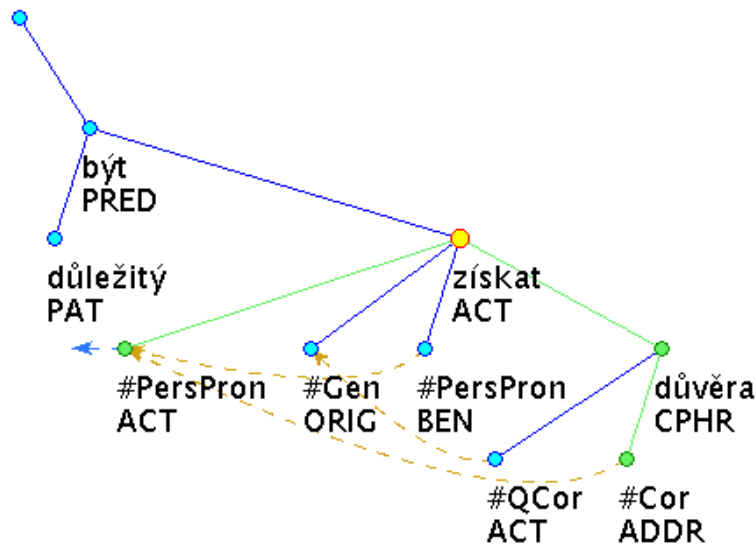 být
PRED
důležitý
PAT
získat
ACT
#PersPron
ACT
#Gen
ORIG
#PersPron
BEN
důvěra
CPHR
#QCor
ACT
#Cor
ADDR